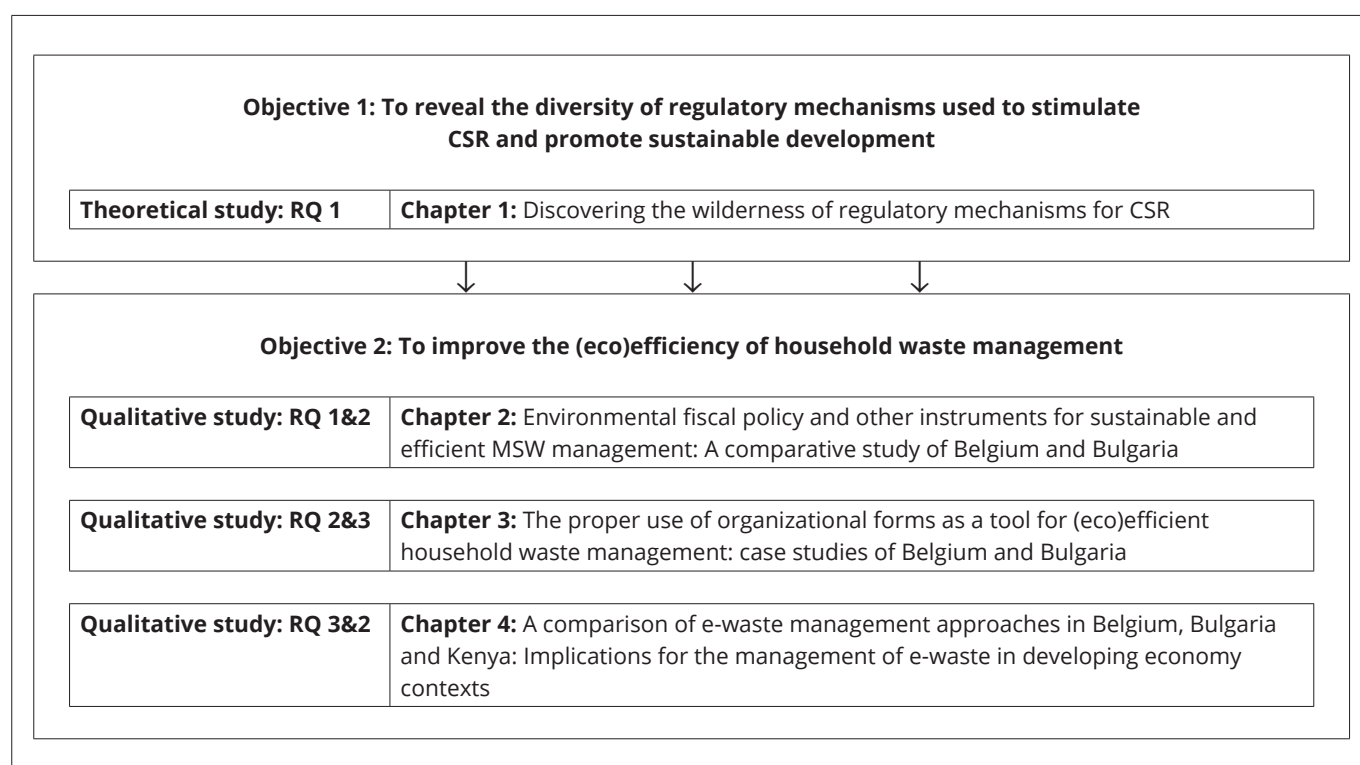 Objective 1: To reveal the diversity of regulatory mechanisms used to stimulate
CSR and promote sustainable development
Theoretical study: RQ 1
Chapter 1: Discovering the wilderness of regulatory mechanisms for CSR
Objective 2: To improve the (eco)efficiency of household waste management
Qualitative study: RQ 1&2
Chapter 2: Environmental fiscal policy and other instruments for sustainable and
efficient MSW management: A comparative study of Belgium and Bulgaria
Qualitative study: RQ 2&3
Chapter 3: The proper use of organizational forms as a tool for (eco)efficient
household waste management: case studies of Belgium and Bulgaria
Qualitative study: RQ 3&2
Chapter 4: A comparison of e-waste management approaches in Belgium, Bulgaria
and Kenya: Implications for the management of e-waste in developing economy
contexts